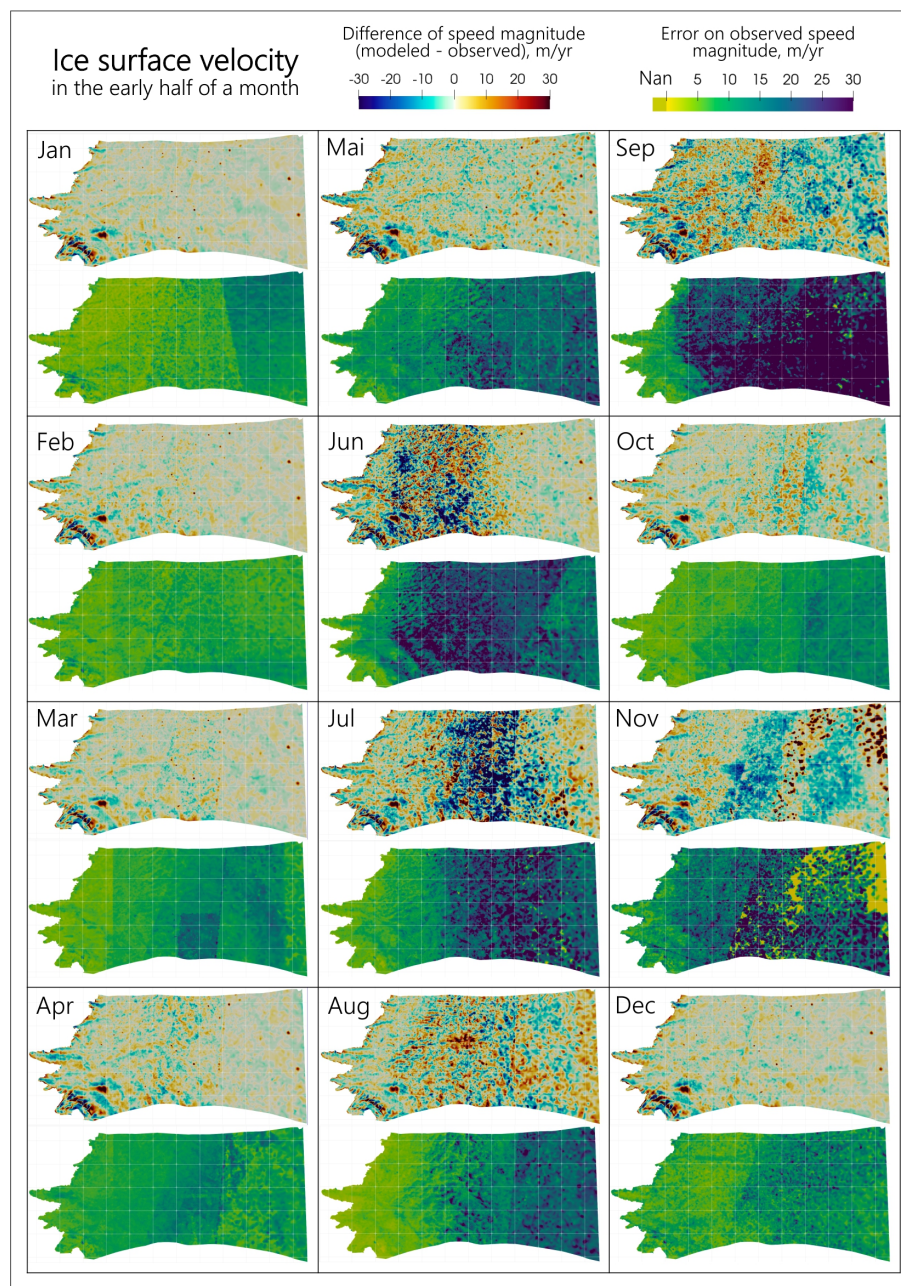 Ice surface velocity
in the early half of a month
Difference of speed magnitude
(modeled - observed), m/yr
-30 -20 -10 0 10 20 30
Error on observed speed
magnitude, m/yr
Nan 5 10 15 20 25 30
Jan
Mai
Sep
Feb
Jun
Oct
Mar
Jul
Nov
Apr
Aug
Dec